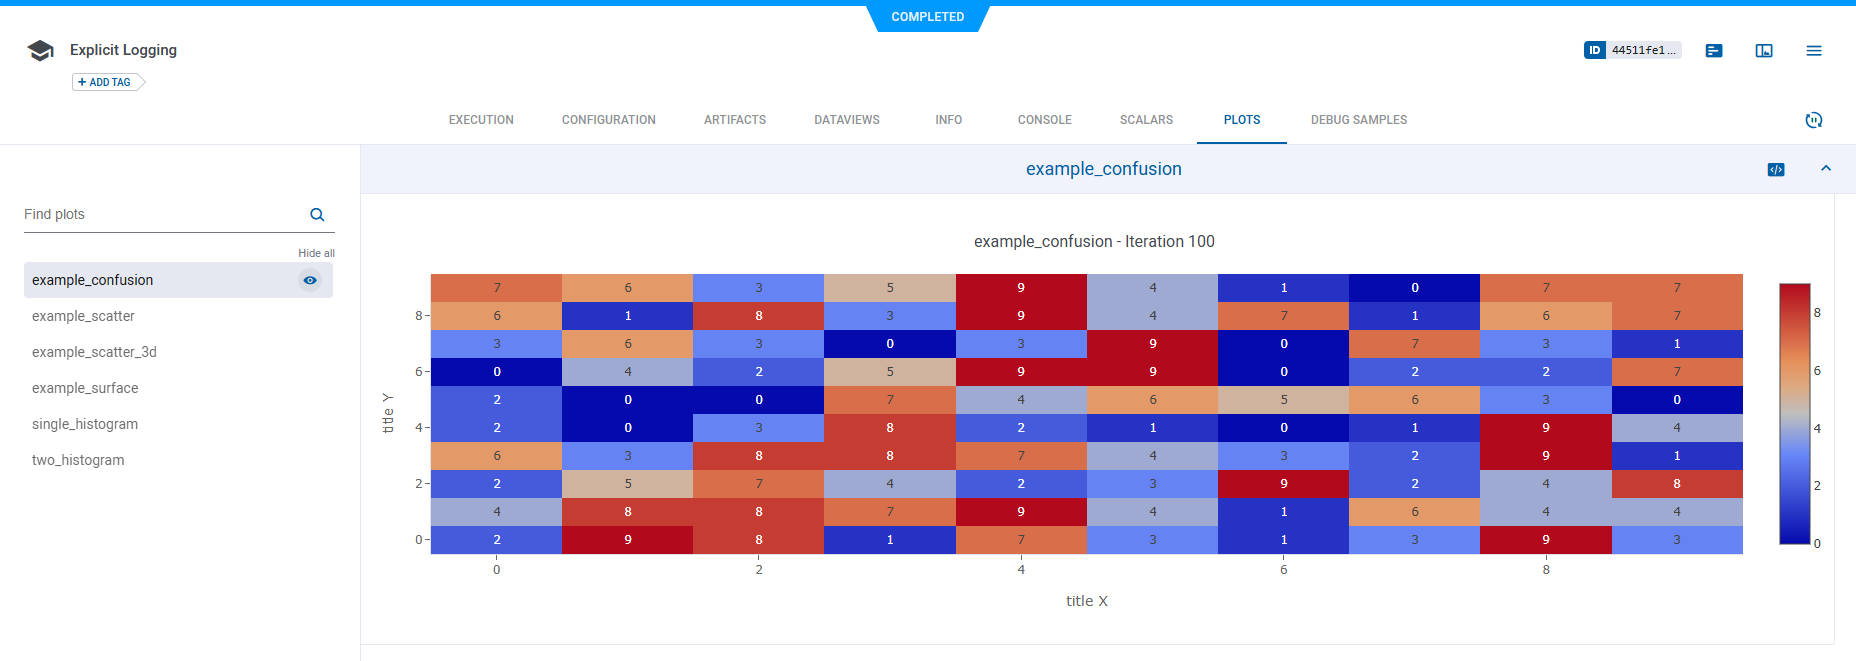 COMPLETED
Explicit Logging
ID 44511fe1...
+ ADD TAG
EXECUTION CONFIGURATION ARTIFACTS DATAVIEWS INFO CONSOLE SCALARS PLOTS DEBUG SAMPLES
example_confusion
Find plots
Hide all
example_confusion
example_scatter
example_scatter_3d
example_surface
single_histogram
two_histogram
example_confusion - Iteration 100
7 6 3 5 9 4 1 0 7 7
8 6 1 8 3 9 4 7 1 6 7
3 6 3 0 3 9 0 7 3 1
6 0 4 2 5 9 9 0 2 2 7
2 0 0 7 4 6 5 6 3 0
4 2 0 3 8 2 1 0 1 9 4
6 3 8 8 7 4 3 2 9 1
2 2 5 7 4 2 3 9 2 4 8
4 8 8 7 9 4 1 6 4 4
0 2 9 8 1 7 3 1 3 9 3
0 2 4 6 8
title X
title Y
8
6
4
2
0